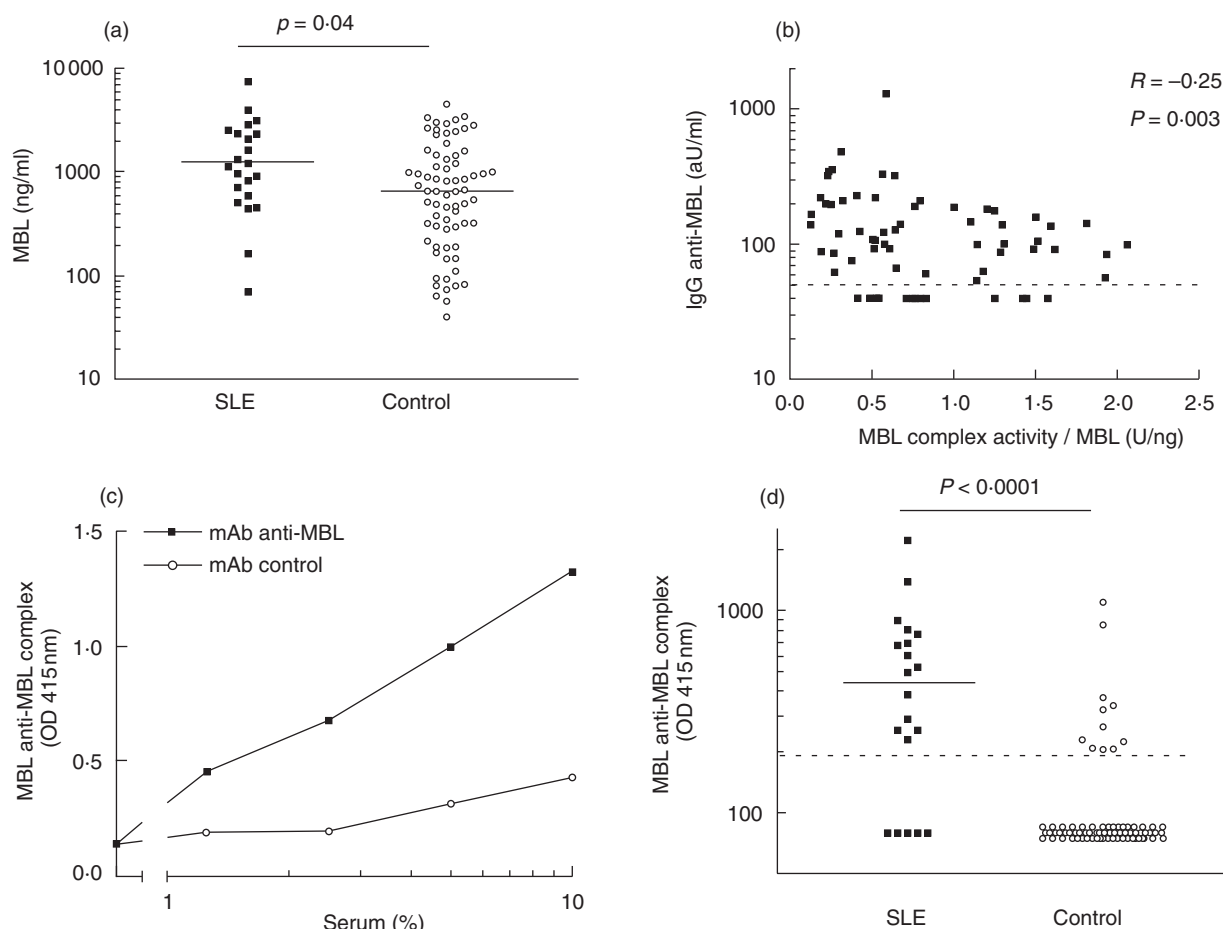 (a)
p = 0·04
10 000
1000
100
10
MBL (ng/ml)
SLE
Control
(b)
R = −0·25
P = 0·003
1000
100
10
IgG anti-MBL (aU/ml)
0·0
0·5
1·0
1·5
2·0
2·5
MBL complex activity / MBL (U/ng)
(c)
mAb anti-MBL
mAb control
1·5
1·0
0·5
0·0
MBL anti-MBL complex
(OD 415 nm)
1
10
Serum (%)
(d)
P < 0·0001
1000
100
MBL anti-MBL complex
(OD 415 nm)
SLE
Control